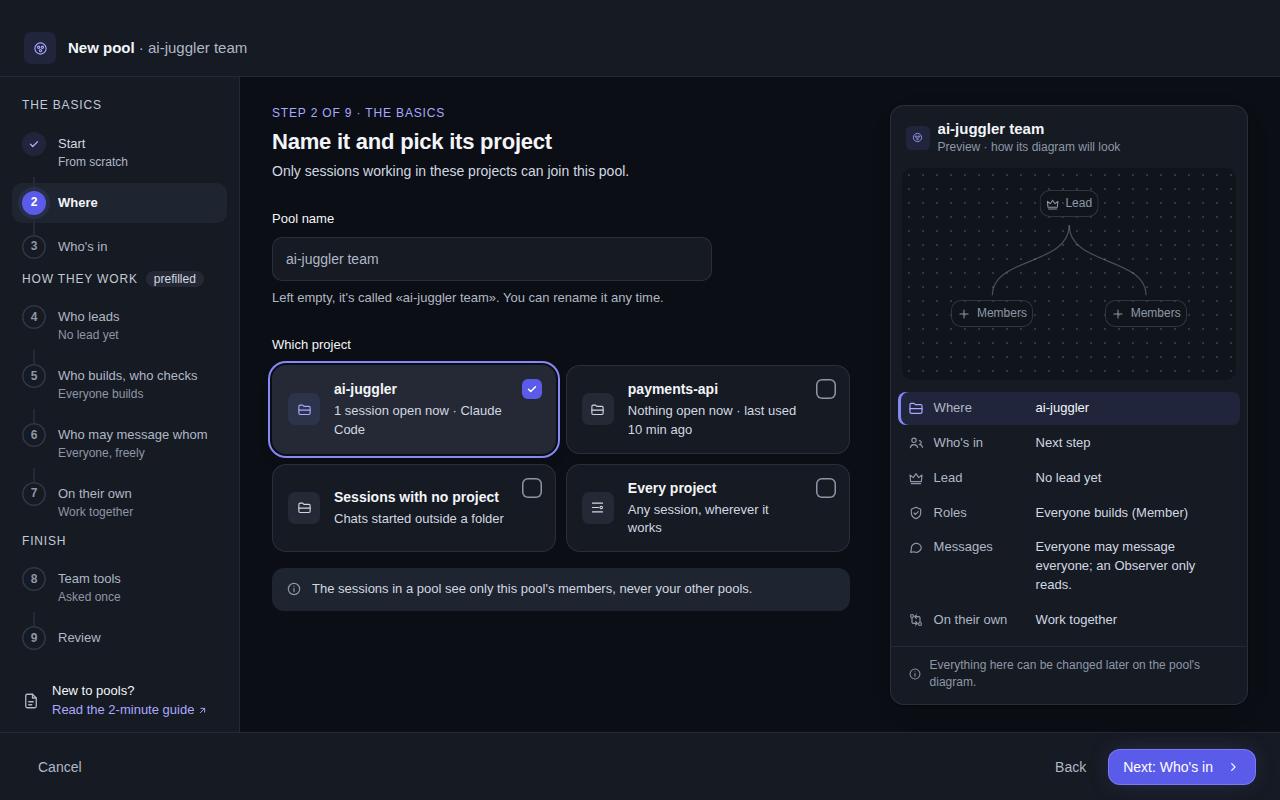 New pool · ai-juggler team
THE BASICS
Start
From scratch
2
Where
3
Who's in
HOW THEY WORK prefilled
4
Who leads
No lead yet
5
Who builds, who checks
Everyone builds
6
Who may message whom
Everyone, freely
7
On their own
Work together
FINISH
8
Team tools
Asked once
9
Review
New to pools?
Read the 2-minute guide
STEP 2 OF 9 · THE BASICS
Name it and pick its project
Only sessions working in these projects can join this pool.
Pool name
ai-juggler team
Left empty, it's called «ai-juggler team». You can rename it any time.
Which project
ai-juggler
1 session open now · Claude
Code
payments-api
Nothing open now · last used
10 min ago
Sessions with no project
Chats started outside a folder
Every project
Any session, wherever it
works
The sessions in a pool see only this pool's members, never your other pools.
ai-juggler team
Preview · how its diagram will look
Lead
Members
Members
Where ai-juggler
Who's in Next step
Lead No lead yet
Roles Everyone builds (Member)
Messages Everyone may message
everyone; an Observer only
reads.
On their own Work together
Everything here can be changed later on the pool's
diagram.
Cancel
Back
Next: Who's in